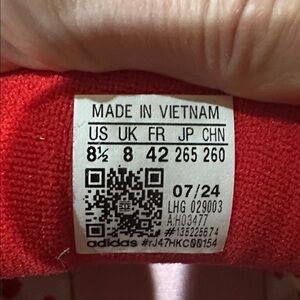 MADE IN VIETNAM
US UK FR JP CHN
8½ 8 42 265 260
07/24
LHG 029003
A:H03477
#135225674
adidas #rJ47HKC00154